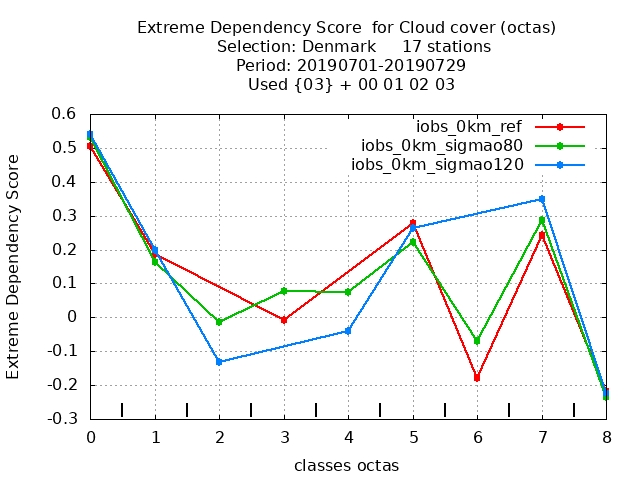 Extreme Dependency Score  for Cloud cover (octas)
Selection: Denmark     17 stations
Period: 20190701-20190729
Used {03} + 00 01 02 03
iobs_0km_ref
iobs_0km_sigmao80
iobs_0km_sigmao120
Extreme Dependency Score
0.6
0.5
0.4
0.3
0.2
0.1
0
-0.1
-0.2
-0.3
0 1 2 3 4 5 6 7 8
classes octas